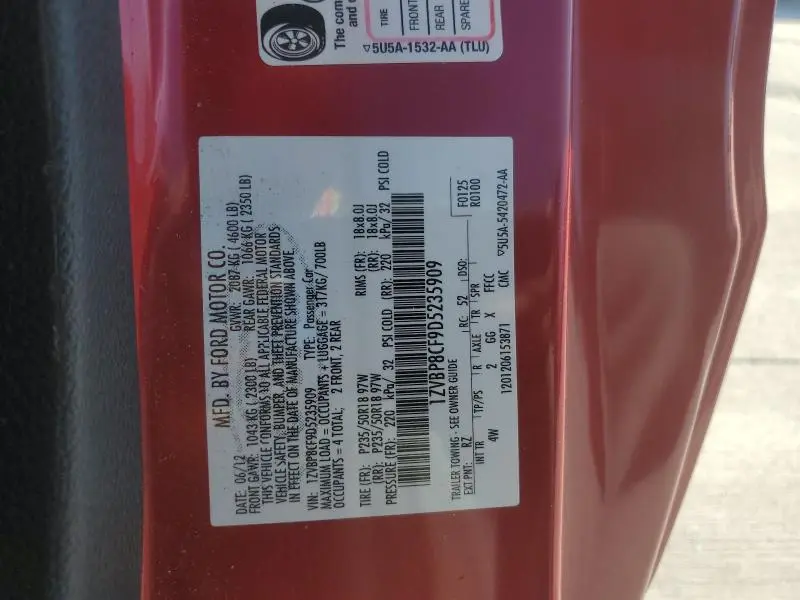 The com
and c
TIRE
FRONT
REAR
SPARE
▽5U5A-1532-AA (TLU)
MFD. BY FORD MOTOR CO.
DATE: 06/12 GVWR: 2087 KG ( 4600 LB)
FRONT GAWR: 1043 KG ( 2300 LB) REAR GAWR: 1066 KG ( 2350 LB)
THIS VEHICLE CONFORMS TO ALL APPLICABLE FEDERAL MOTOR
VEHICLE SAFETY, BUMPER, AND THEFT PREVENTION STANDARDS
IN EFFECT ON THE DATE OF MANUFACTURE SHOWN ABOVE.
VIN: 1ZVBP8CF9D5235909 TYPE: Passenger Car
MAXIMUM LOAD = OCCUPANTS + LUGGAGE = 317KG/ 700LB
OCCUPANTS = 4 TOTAL; 2 FRONT, 2 REAR
TIRE (FR): P235/50R18 97W RIMS (FR): 18x8.0J
(RR): P235/50R18 97W (RR): 18x8.0J
PRESSURE (FR): 220 kPa/ 32 PSI COLD (RR): 220 kPa/ 32 PSI COLD
1ZVBP8CF9D5235909
TRAILER TOWING - SEE OWNER GUIDE
EXT PNT: RZ RC: 52 DSO: F0125
R0100
INT TR TP/PS R AXLE TR SPR
4W 2 GG X FFCC
1201206153871 CMC ▽5U5A-5420472-AA